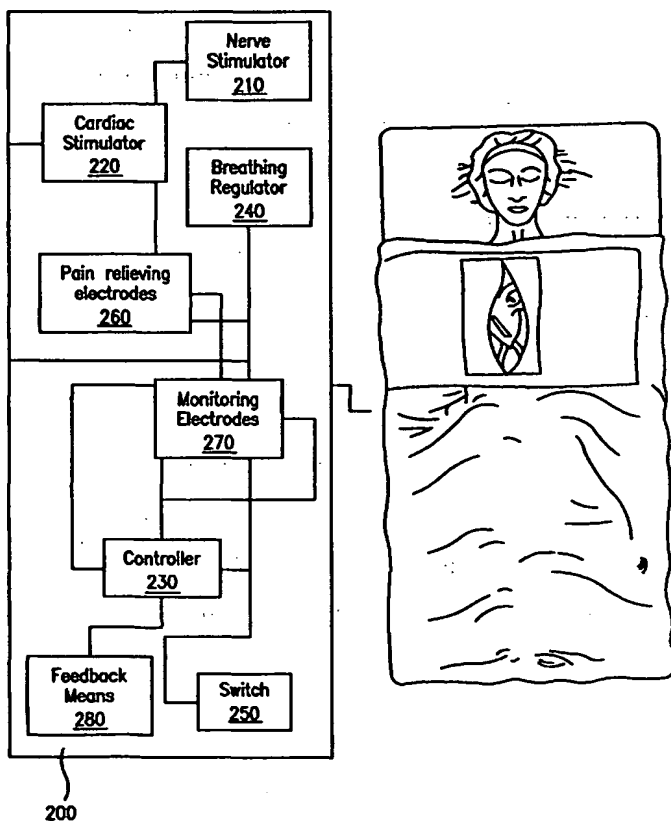 Nerve
Stimulator
210
Cardiac
Stimulator
220
Breathing
Regulator
240
Pain relieving
electrodes
260
Monitoring
Electrodes
270
Controller
230
Feedback
Means
280
Switch
250
200